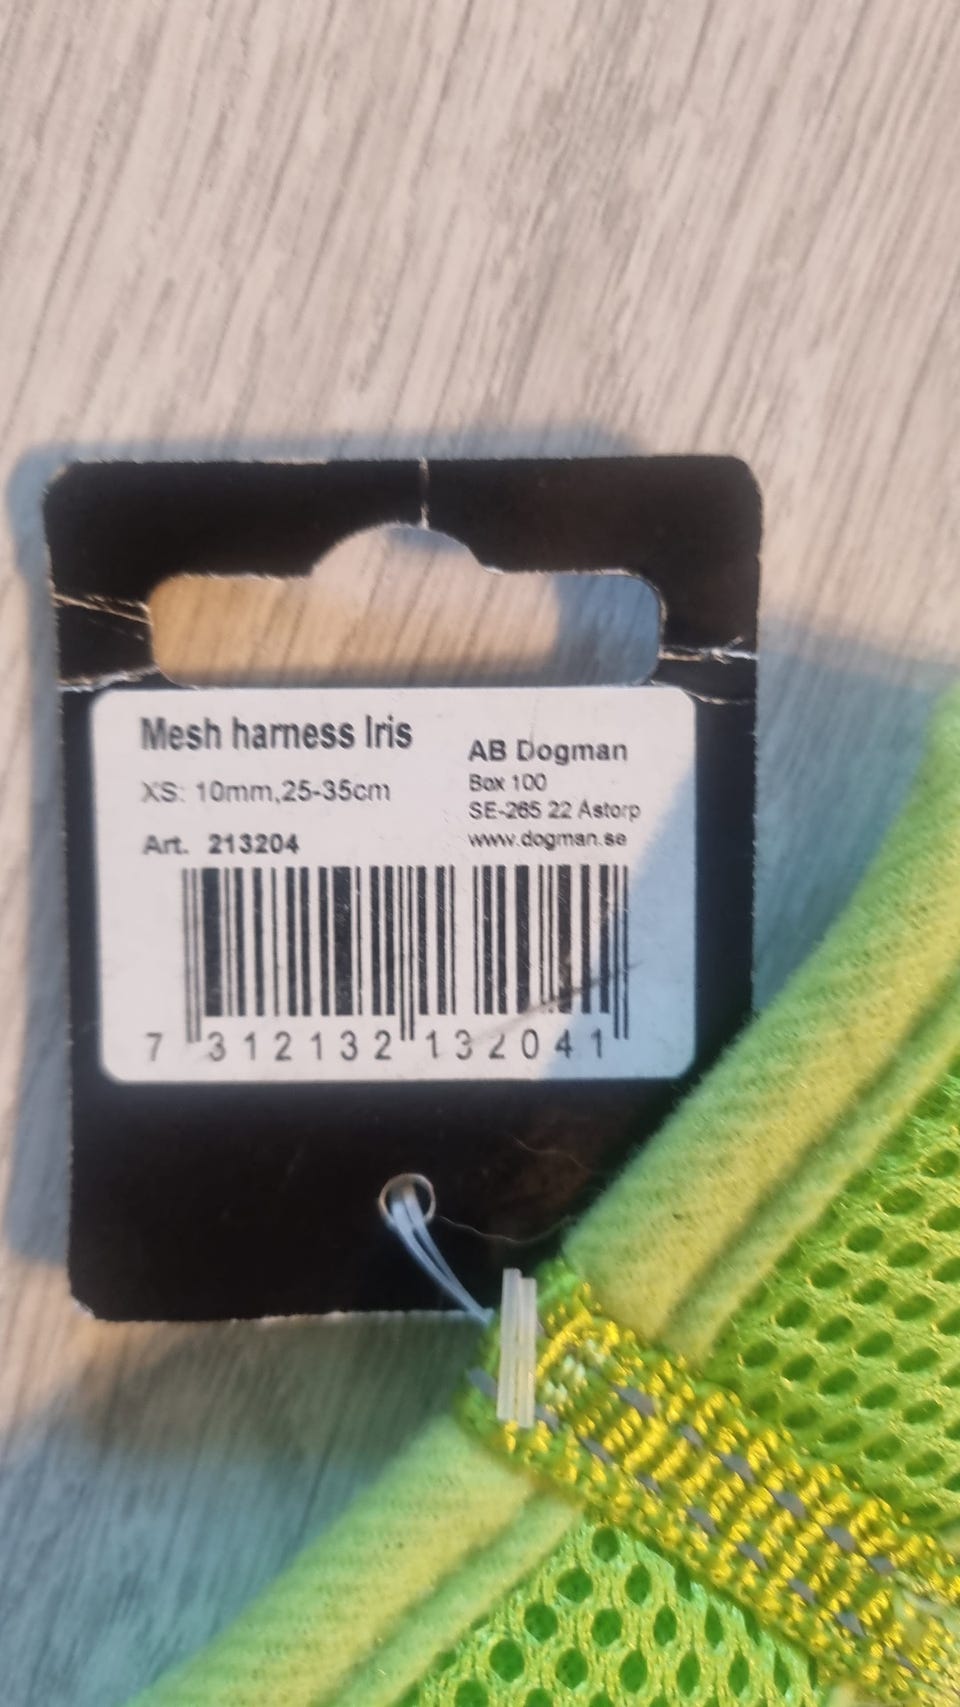 Mesh harness Iris
XS: 10mm,25-35cm
Art. 213204
AB Dogman
Box 100
SE-265 22 Åstorp
www.dogman.se
7 312132 132041